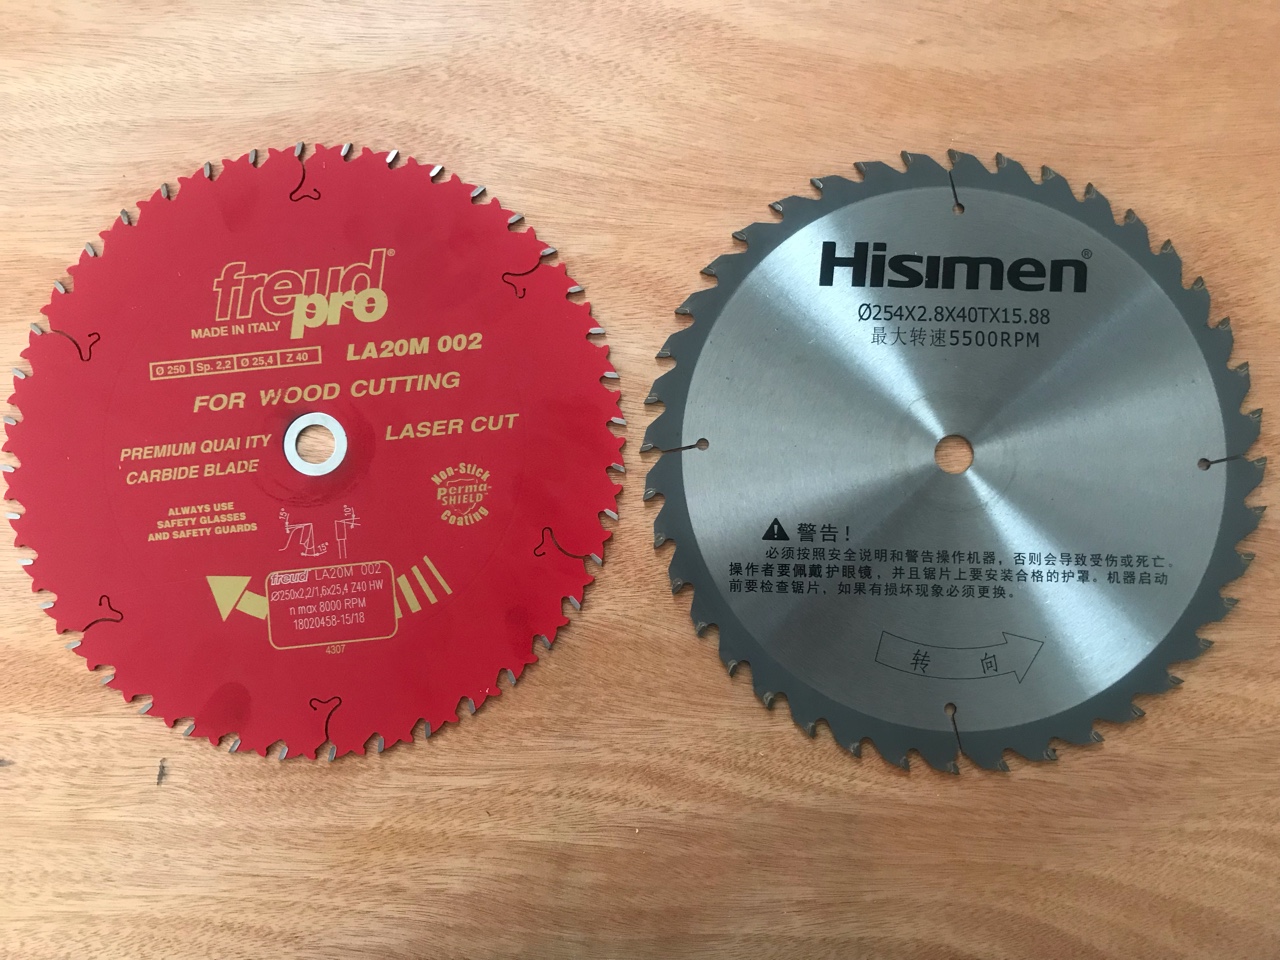 freud®
pro
MADE IN ITALY
Ø 250 Sp. 2,2 Ø 25,4 Z 40
LA20M 002
FOR WOOD CUTTING
PREMIUM QUALITY
CARBIDE BLADE
LASER CUT
ALWAYS USE
SAFETY GLASSES
AND SAFETY GUARDS
Non-Stick
Perma-
SHIELD
Coating
15°
15°
15°
freud LA20M 002
Ø250x2,2/1,6x25,4 Z40 HW
n max 8000 RPM
18020458-15/18
4307
Hisimen®
Ø254X2.8X40TX15.88
最大转速5500RPM
警告！
必须按照安全说明和警告操作机器，否则会导致受伤或死亡。
操作者要佩戴护眼镜，并且锯片上要安装合格的护罩。机器启动
前要检查锯片，如果有损坏现象必须更换。
转 向